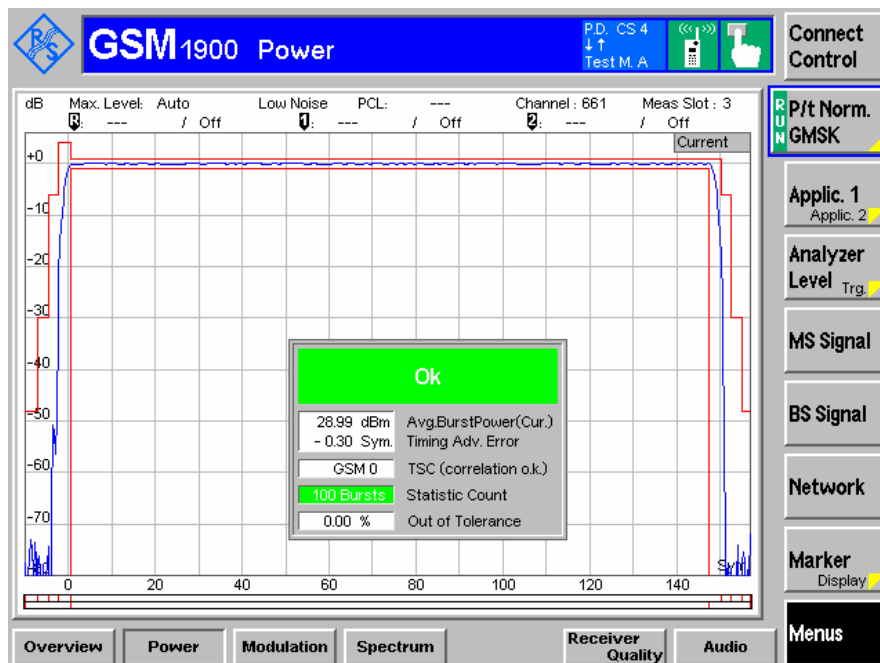 R&S
GSM 1900 Power
P.D. CS 4
Test M. A
Connect Control
dB Max. Level: Auto Low Noise PCL: --- Channel : 661 Meas Slot : 3
R: --- / Off 1: --- / Off 2: --- / Off
Current
+0
-10
-20
-30
-40
-50
-60
-70
Sym
0 20 40 60 80 100 120 140
Ok
28.99 dBm Avg.BurstPower(Cur.)
- 0.30 Sym. Timing Adv. Error
GSM 0 TSC (correlation o.k.)
100 Bursts Statistic Count
0.00 % Out of Tolerance
RUN
P/t Norm.
GMSK
Applic. 1
Applic. 2
Analyzer
Level Trg.
MS Signal
BS Signal
Network
Marker
Display
Menus
Overview Power Modulation Spectrum Receiver Quality Audio